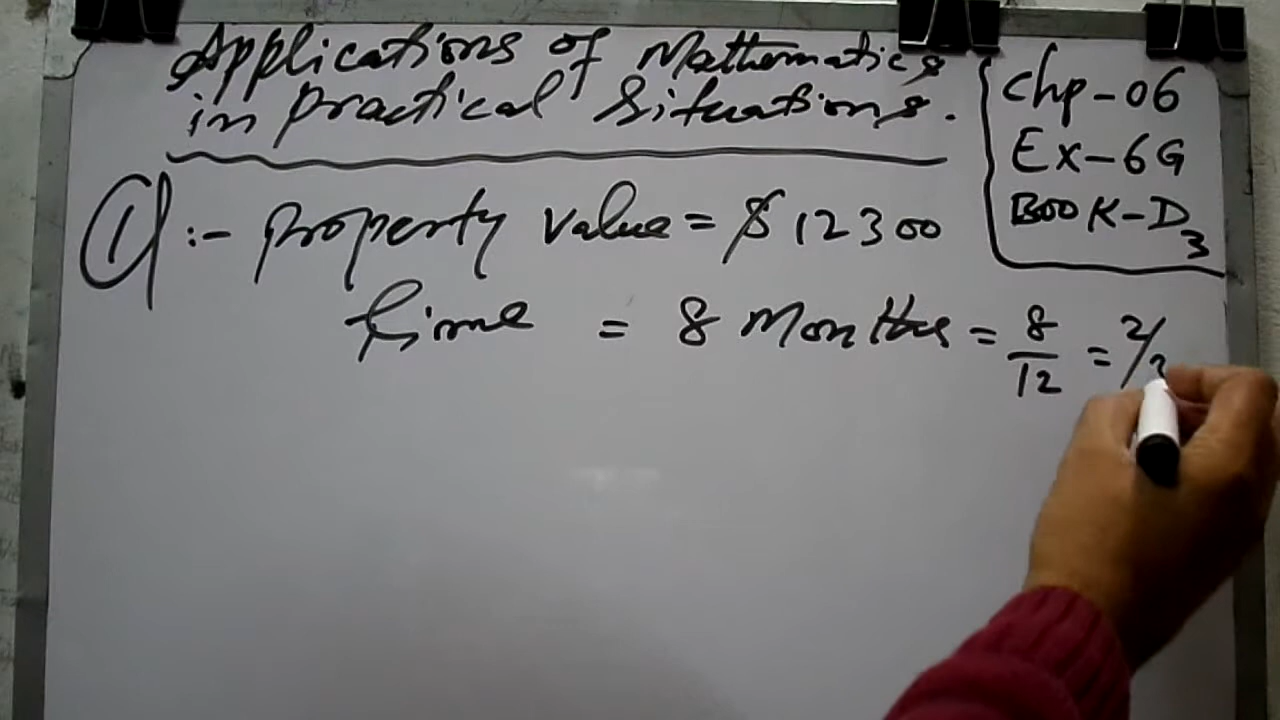 Applications of Mathematics
in practical Situations.
Chp-06
Ex-6G
BOOK-D3
Q1:- property value = $ 12300
time = 8 Months = 8/12 = 2/3